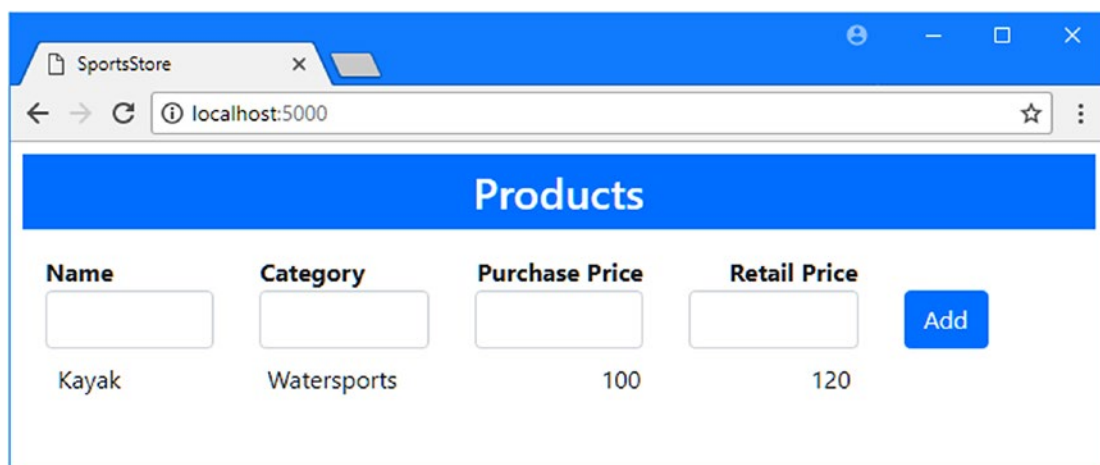 SportsStore
localhost:5000
Products
Name Category Purchase Price Retail Price
Add
Kayak Watersports 100 120